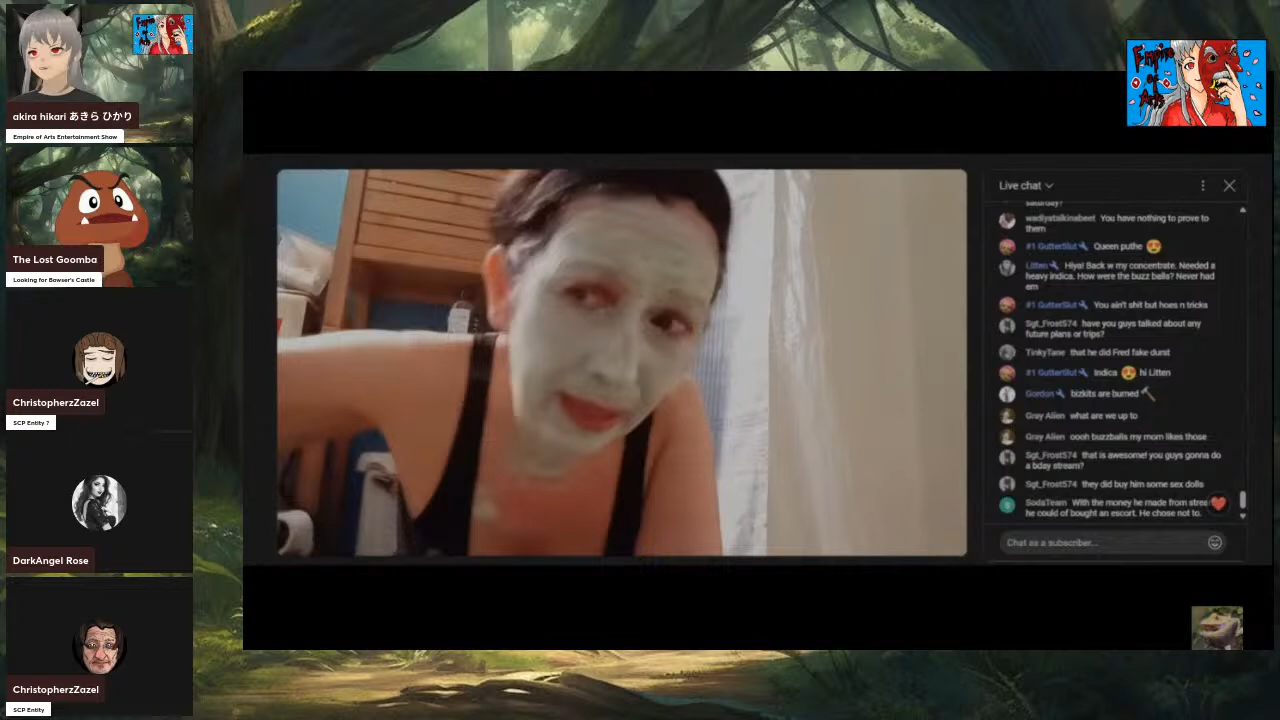 akira hikari あきら ひかり
Empire of Arts Entertainment Show
The Lost Goomba
Looking for Bowser's Castle
ChristopherzZazel
SCP Entity ?
DarkAngel Rose
ChristopherzZazel
SCP Entity
Empire
of
Arts
Live chat
saturday?
wadiyatalkinabeet You have nothing to prove to
them
#1 GutterSlut Queen puthe
Litten Hiya! Back w my concentrate. Needed a
heavy indica. How were the buzz balls? Never had
em
#1 GutterSlut You ain't shit but hoes n tricks
Sgt_Frost574 have you guys talked about any
future plans or trips?
TinkyTane that he did Fred fake durst
#1 GutterSlut Indica hi Litten
Gordon bizkits are burned
Gray Alien what are we up to
Gray Alien oooh buzzballs my mom likes those
Sgt_Frost574 that is awesome! you guys gonna do
a bday stream?
Sgt_Frost574 they did buy him some sex dolls
SodaTeam With the money he made from strea
he could of bought an escort. He chose not to.
Chat as a subscriber...